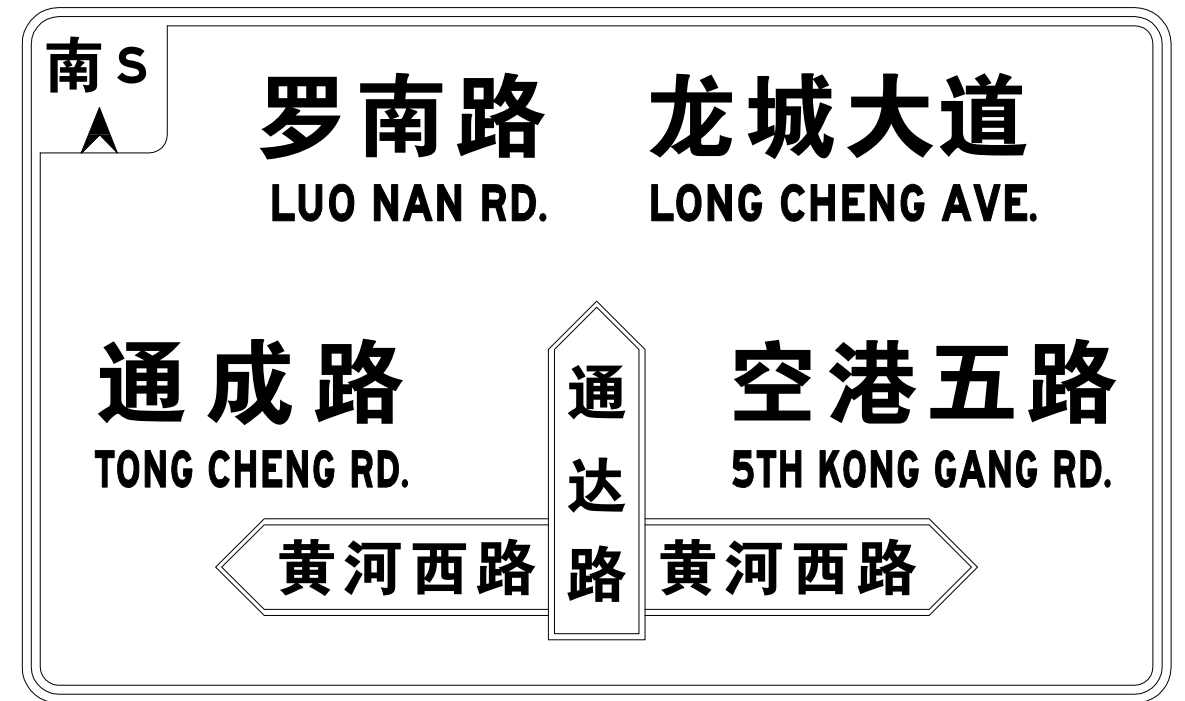 南 S
罗南路 龙城大道
LUO NAN RD. LONG CHENG AVE.
通成路 空港五路
TONG CHENG RD. 5TH KONG GANG RD.
通达路
黄河西路 黄河西路